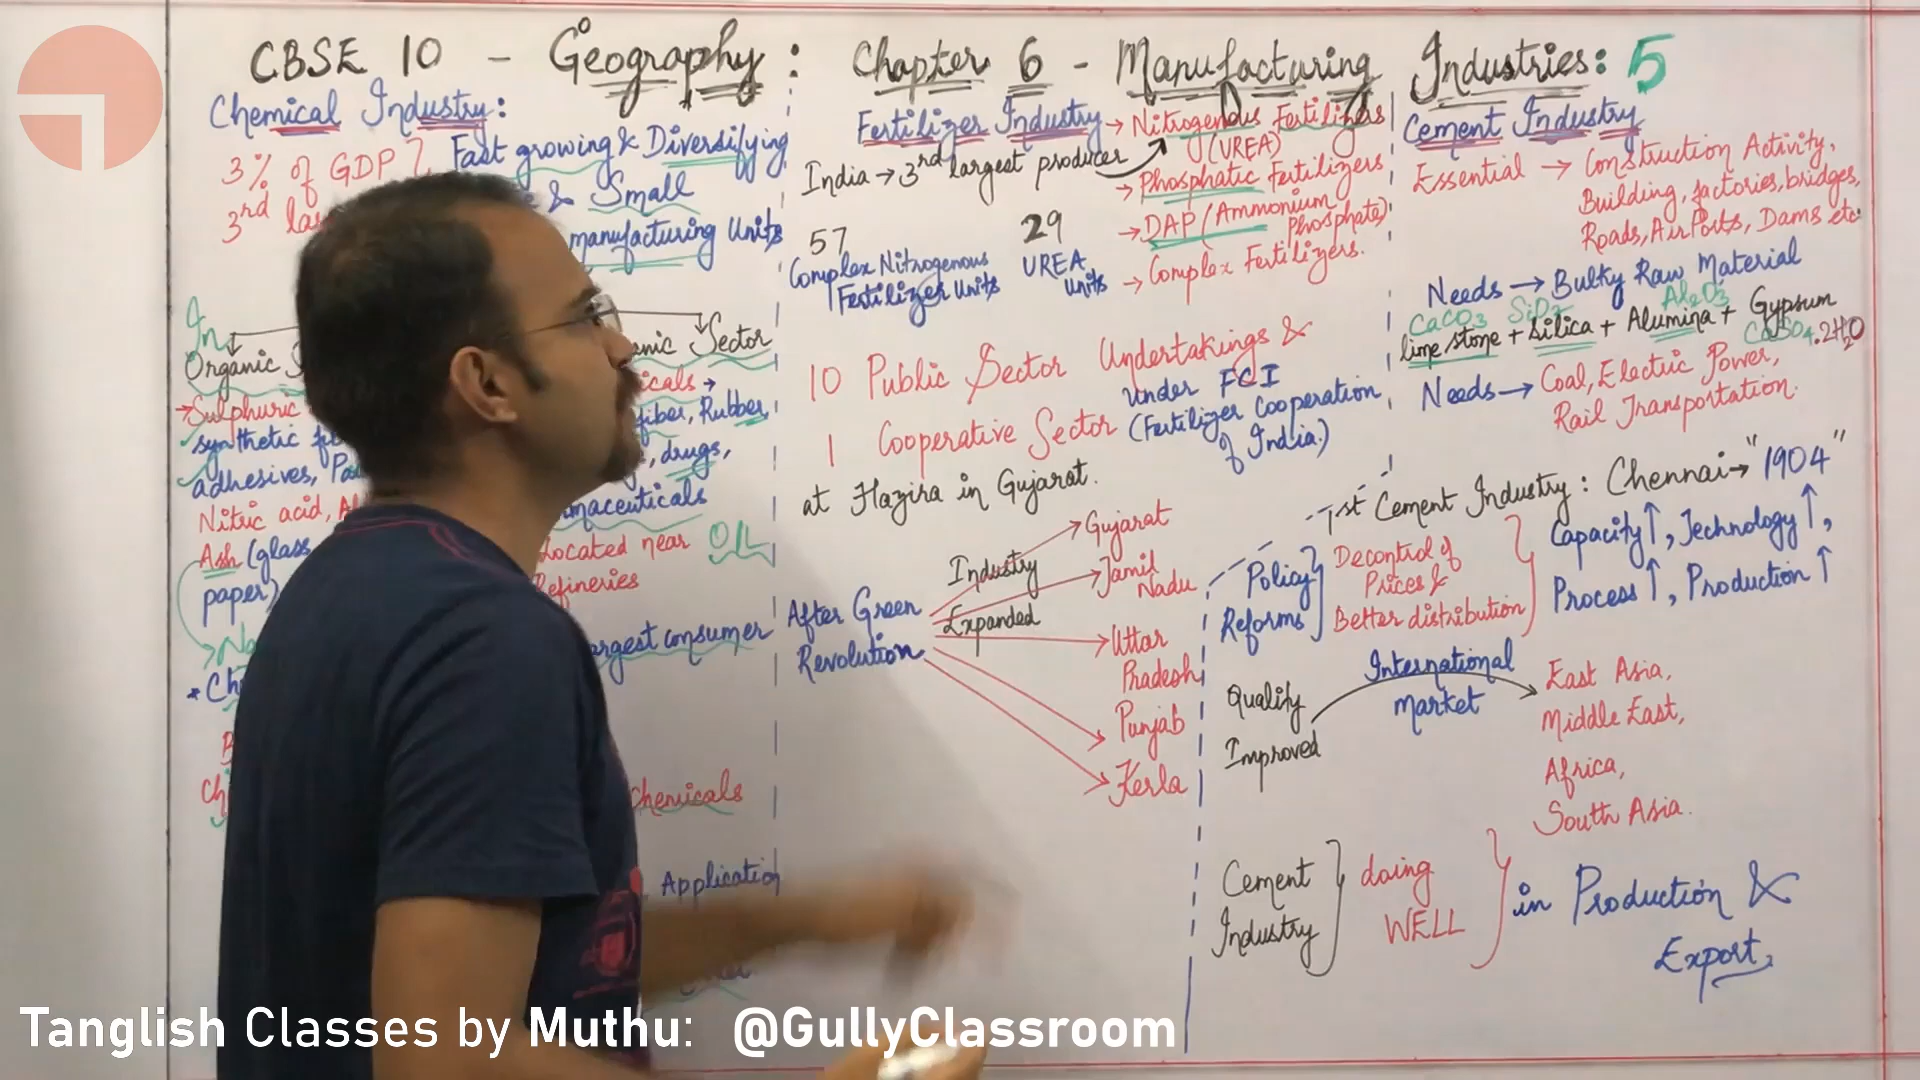 CBSE 10 - Geography: Chapter 6 - Manufacturing Industries: 5
Chemical Industry:
3% of GDP
3rd
Fast growing & Diversifying
& Small
manufacturing Units
In
Organic
Sulphuric
synthetic
adhesives,
Nitric acid,
Ash (glass
paper)
Sector
fiber, Rubber,
drugs,
Located near OIL
Refineries
consumer
Chemicals
Application
Fertilizer Industry → Nitrogenous Fertilizers
(UREA)
India → 3rd largest producer
→ Phosphatic Fertilizers
→ DAP (Ammonium
Phosphate)
→ Complex Fertilizers.
57
Complex Nitrogenous
Fertilizer Units
29
UREA
Units
10 Public Sector Undertakings &
1 Cooperative Sector
under FCI
(Fertilizer Cooperation
of India.)
at Hazira in Gujarat.
After Green
Revolution
Industry
Expanded
Gujarat
Tamil
Nadu
Uttar
Pradesh
Punjab
Kerla
Cement Industry
Essential → Construction Activity,
Building, factories, bridges,
Roads, AirPorts, Dams etc.
Needs → Bulky Raw Material
CaCO3 SiO2 Al2O3
lime stone + Silica + Alumina + Gypsum
CaSO4.2H2O
Needs → Coal, Electric Power,
Rail Transportation.
1st Cement Industry: Chennai → "1904"
Policy
Reforms
Decontrol of
Prices &
Better distribution
Capacity↑, Technology↑,
Process↑, Production↑
Quality
Improved
International
market
East Asia,
Middle East,
Africa,
South Asia.
Cement
Industry
doing
WELL
in Production &
Export,
Tanglish Classes by Muthu: @GullyClassroom